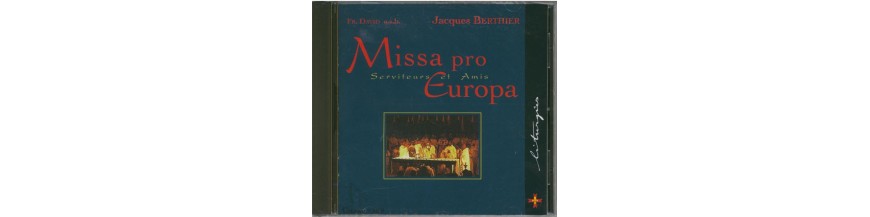 Jacques BERTHIER
Missa pro
Serviteurs et Amis
Europa
liturgies